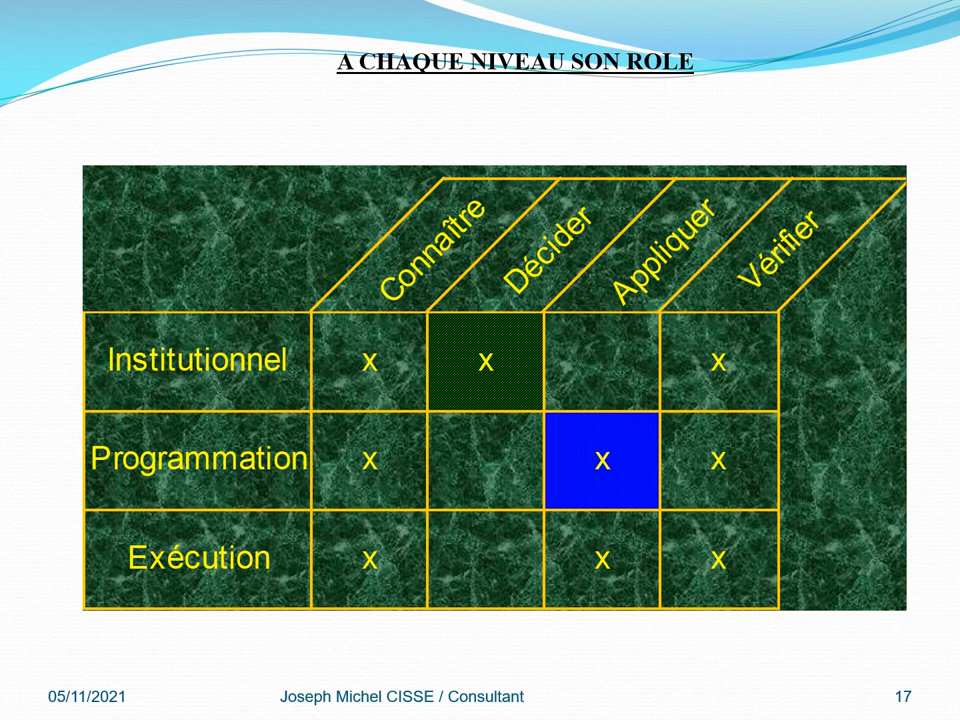 A CHAQUE NIVEAU SON ROLE
Connaître Décider Appliquer Vérifier
Institutionnel x x x
Programmation x x x
Exécution x x x
05/11/2021 Joseph Michel CISSE / Consultant 17